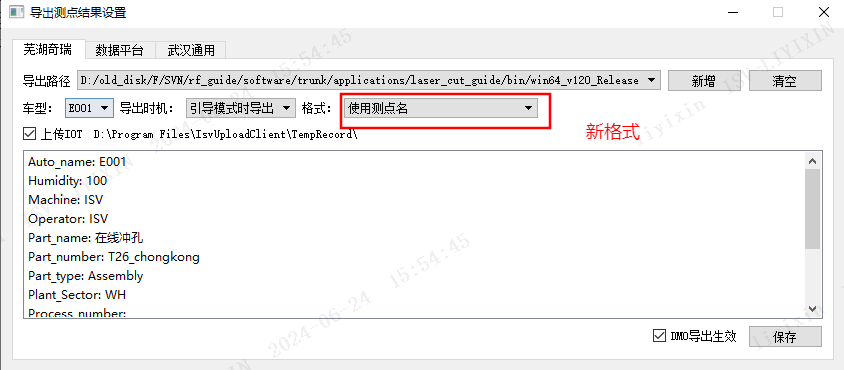 导出测点结果设置
芜湖奇瑞 数据平台 武汉通用
导出路径 D:/old_disk/F/SVN/rf_guide/software/trunk/applications/laser_cut_guide/bin/win64_v120_Release 新增 清空
车型： E001 导出时机： 引导模式时导出 格式： 使用测点名
新格式
上传IOT D:\Program Files\IsvUploadClient\TempRecord\
Auto_name: E001
Humidity: 100
Machine: ISV
Operator: ISV
Part_name: 在线冲孔
Part_number: T26_chongkong
Part_type: Assembly
Plant_Sector: WH
Process_number:
DMO导出生效 保存
2024-06-24 15:54:45
liyixin ISV-LIYIXIN